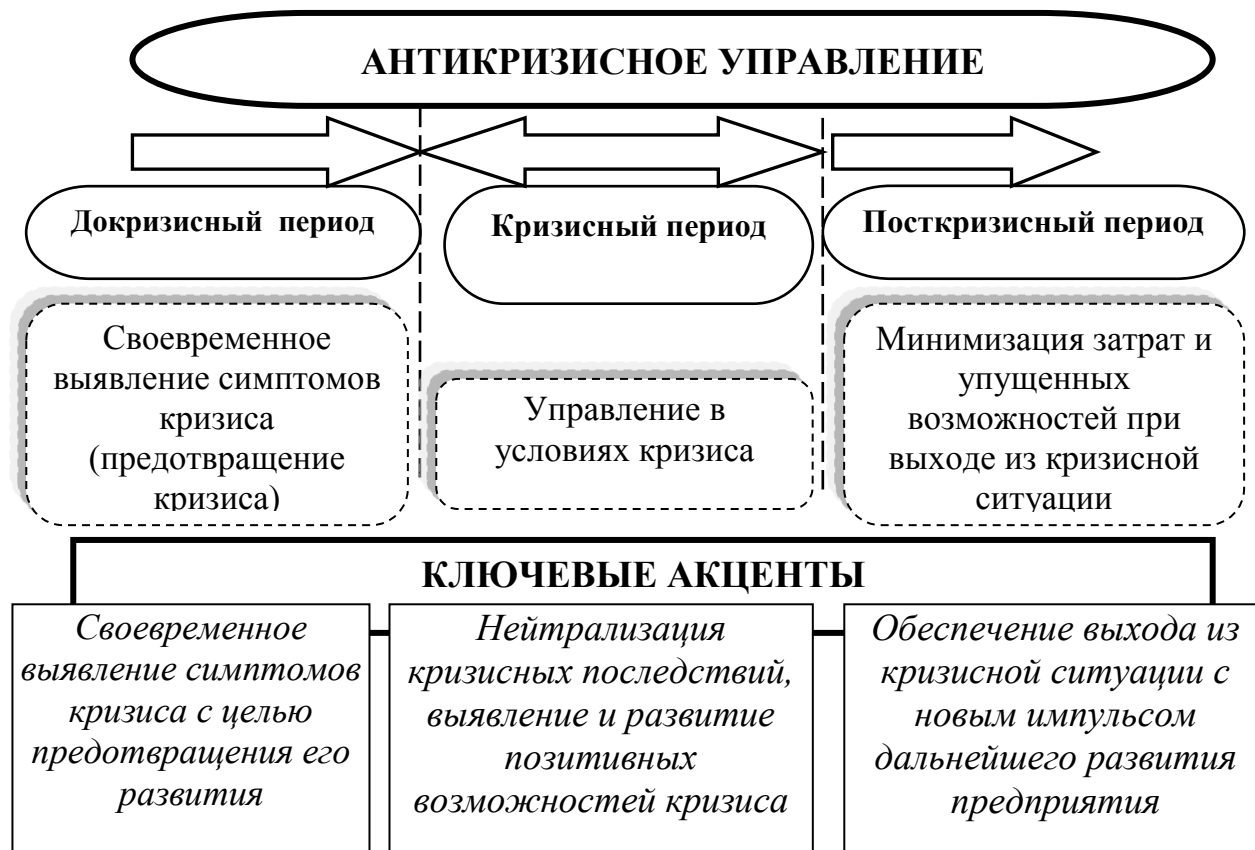 АНТИКРИЗИСНОЕ УПРАВЛЕНИЕ
Докризисный период
Кризисный период
Посткризисный период
Своевременное
выявление симптомов
кризиса
(предотвращение
кризиса)
Управление в
условиях кризиса
Минимизация затрат и
упущенных
возможностей при
выходе из кризисной
ситуации
КЛЮЧЕВЫЕ АКЦЕНТЫ
Своевременное
выявление симптомов
кризиса с целью
предотвращения его
развития
Нейтрализация
кризисных последствий,
выявление и развитие
позитивных
возможностей кризиса
Обеспечение выхода из
кризисной ситуации с
новым импульсом
дальнейшего развития
предприятия